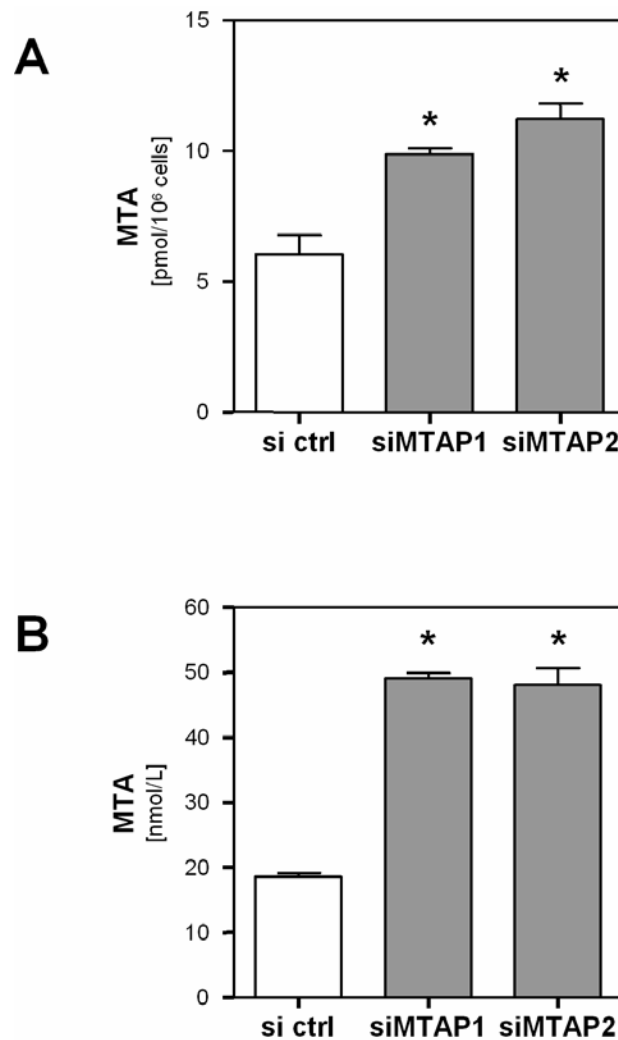 A
15
10
5
0
MTA
[pmol/10⁶ cells]
*
*
si ctrl siMTAP1 siMTAP2
B
60
50
40
30
20
10
0
MTA
[nmol/L]
*
*
si ctrl siMTAP1 siMTAP2